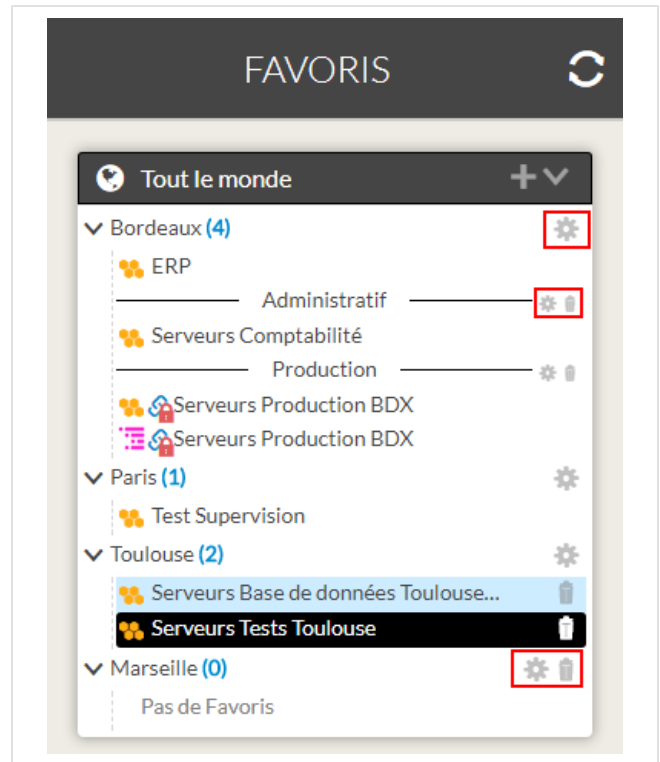 FAVORIS
Tout le monde
Bordeaux (4)
ERP
Administratif
Serveurs Comptabilité
Production
Serveurs Production BDX
Serveurs Production BDX
Paris (1)
Test Supervision
Toulouse (2)
Serveurs Base de données Toulouse...
Serveurs Tests Toulouse
Marseille (0)
Pas de Favoris